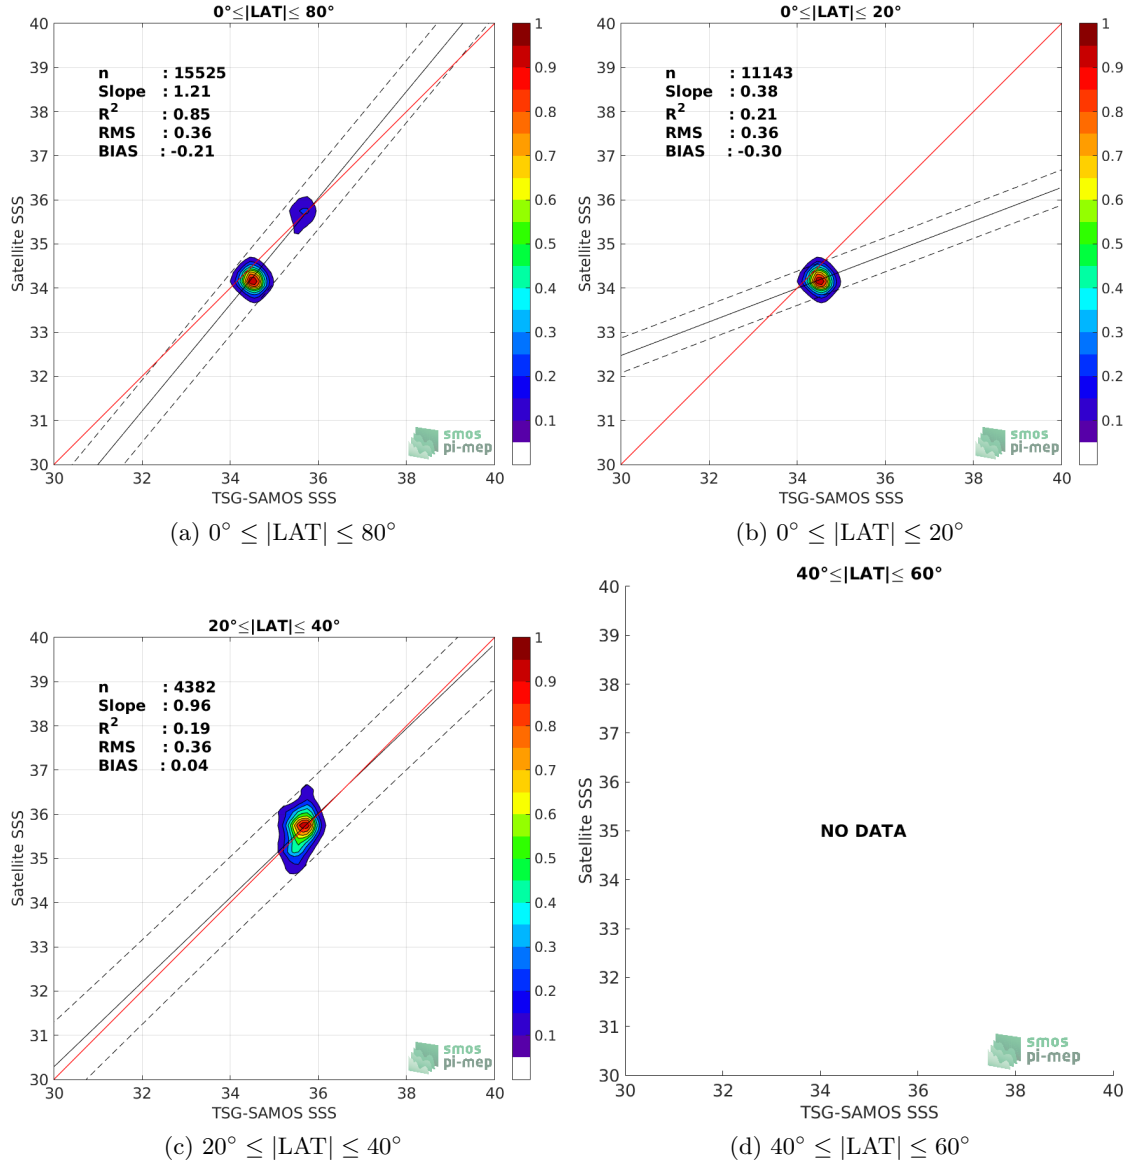 0°≤|LAT|≤ 80°
n : 15525
Slope : 1.21
R2 : 0.85
RMS : 0.36
BIAS : -0.21
Satellite SSS
40
39
38
37
36
35
34
33
32
31
30
30 32 34 36 38 40
TSG-SAMOS SSS
1
0.9
0.8
0.7
0.6
0.5
0.4
0.3
0.2
0.1
smos
pi-mep
(a) 0° ≤ |LAT| ≤ 80°
0°≤|LAT|≤ 20°
n : 11143
Slope : 0.38
R2 : 0.21
RMS : 0.36
BIAS : -0.30
Satellite SSS
40
39
38
37
36
35
34
33
32
31
30
30 32 34 36 38 40
TSG-SAMOS SSS
1
0.9
0.8
0.7
0.6
0.5
0.4
0.3
0.2
0.1
smos
pi-mep
(b) 0° ≤ |LAT| ≤ 20°
20°≤|LAT|≤ 40°
n : 4382
Slope : 0.96
R2 : 0.19
RMS : 0.36
BIAS : 0.04
Satellite SSS
40
39
38
37
36
35
34
33
32
31
30
30 32 34 36 38 40
TSG-SAMOS SSS
1
0.9
0.8
0.7
0.6
0.5
0.4
0.3
0.2
0.1
smos
pi-mep
(c) 20° ≤ |LAT| ≤ 40°
40°≤|LAT|≤ 60°
Satellite SSS
40
39
38
37
36
35
34
33
32
31
30
NO DATA
30 32 34 36 38 40
TSG-SAMOS SSS
smos
pi-mep
(d) 40° ≤ |LAT| ≤ 60°